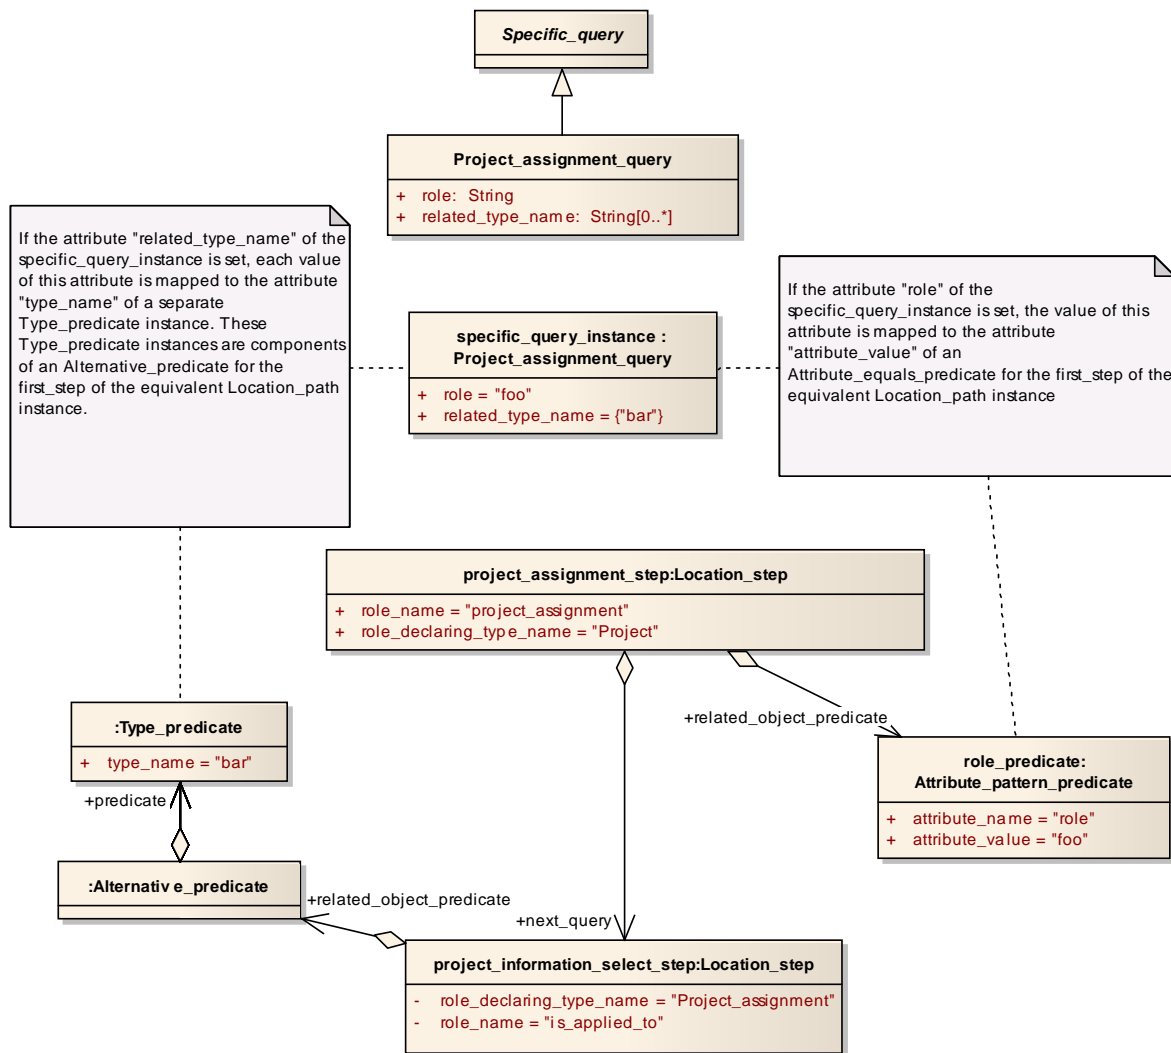 Specific_query
Project_assignment_query
+ role: String
+ related_type_name: String[0..*]
If the attribute "related_type_name" of the
specific_query_instance is set, each value
of this attribute is mapped to the attribute
"type_name" of a separate
Type_predicate instance. These
Type_predicate instances are components
of an Alternative_predicate for the
first_step of the equivalent Location_path
instance.
specific_query_instance :
Project_assignment_query
+ role = "foo"
+ related_type_name = {"bar"}
If the attribute "role" of the
specific_query_instance is set, the value of this
attribute is mapped to the attribute
"attribute_value" of an
Attribute_equals_predicate for the first_step of the
equivalent Location_path instance
project_assignment_step:Location_step
+ role_name = "project_assignment"
+ role_declaring_type_name = "Project"
:Type_predicate
+ type_name = "bar"
+related_object_predicate
role_predicate:
Attribute_pattern_predicate
+ attribute_name = "role"
+ attribute_value = "foo"
+predicate
:Alternativ e_predicate
+related_object_predicate
+next_query
project_information_select_step:Location_step
- role_declaring_type_name = "Project_assignment"
- role_name = "is_applied_to"